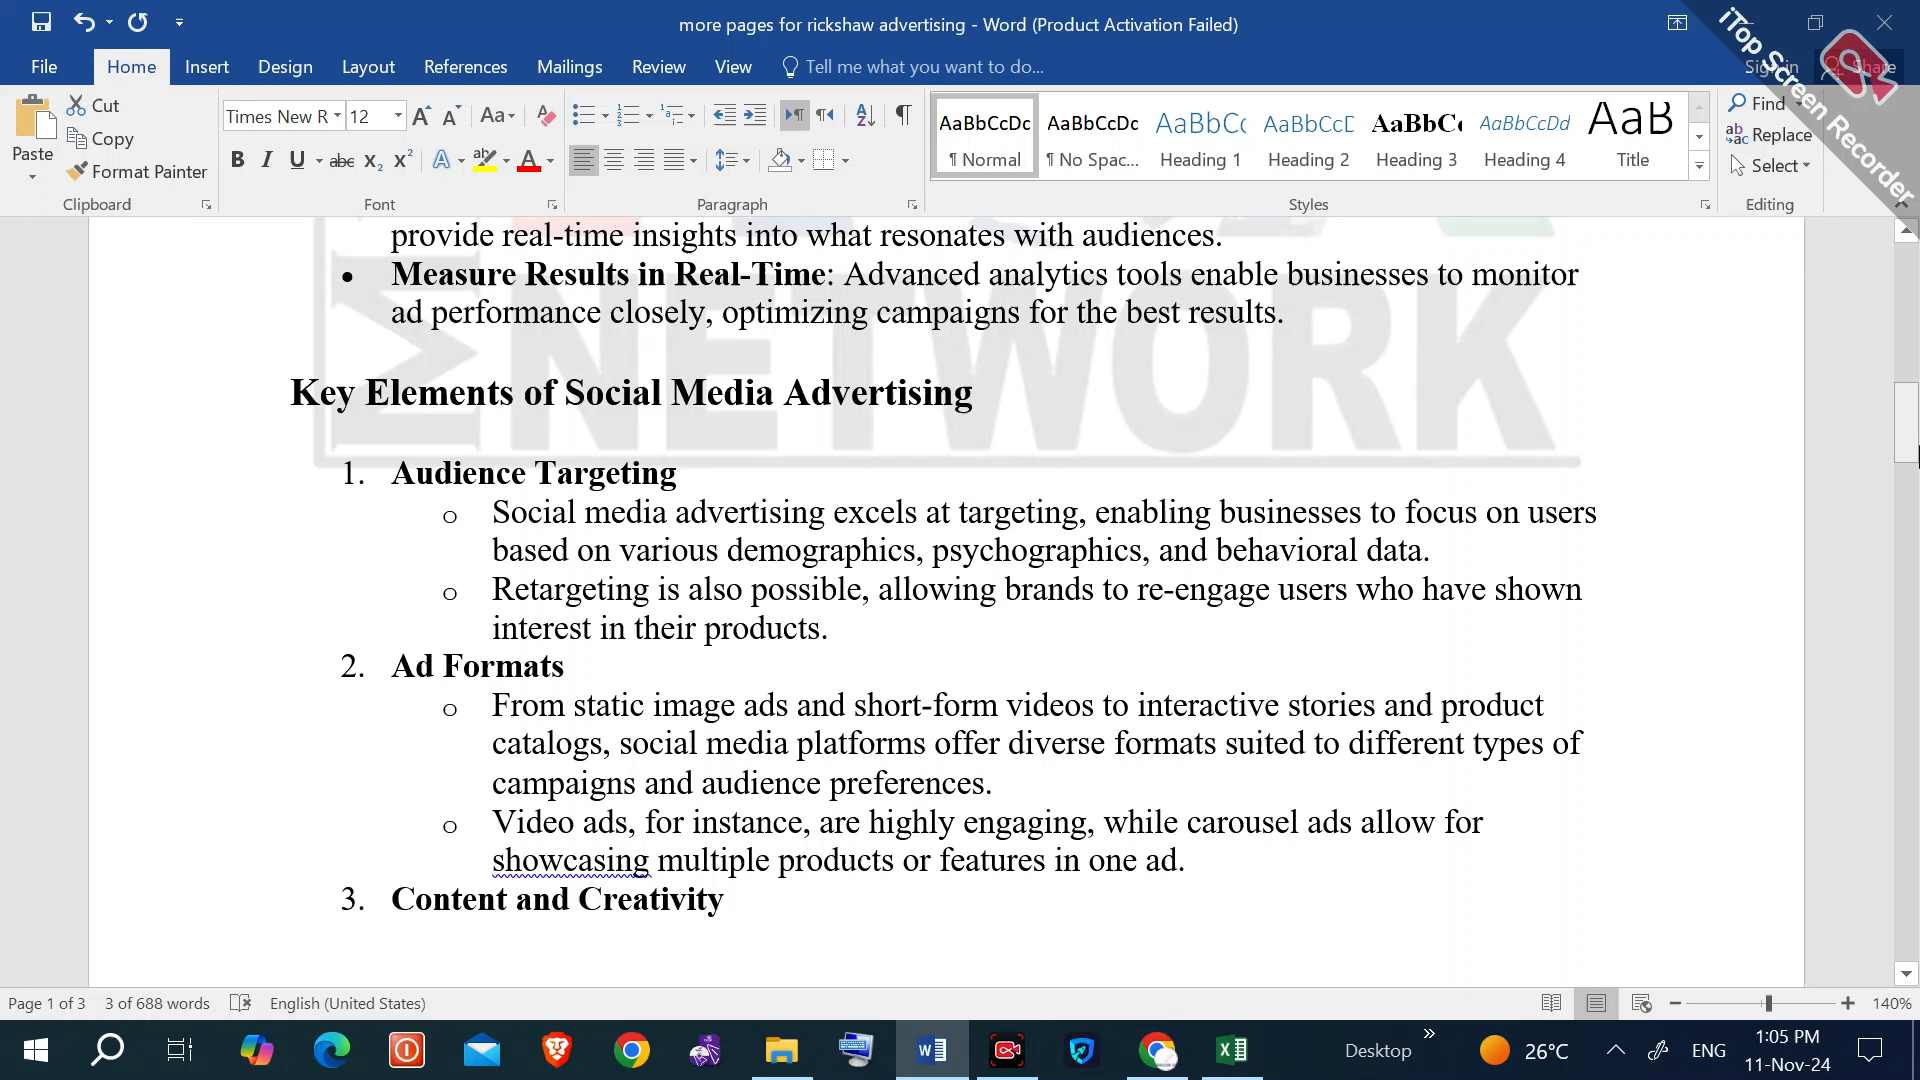 more pages for rickshaw advertising - Word (Product Activation Failed)
iTop Screen Recorder
File Home Insert Design Layout References Mailings Review View Tell me what you want to do... Sign in Share
Paste
Cut
Copy
Format Painter
Clipboard
Times New R 12
Aa
B I U abc X₂ X² A ab A
Font
Paragraph
AaBbCcDc AaBbCcDc AaBbCc AaBbCcD AaBbCc AaBbCcDd AaB
¶ Normal ¶ No Spac... Heading 1 Heading 2 Heading 3 Heading 4 Title
Styles
Find
Replace
Select
Editing
NETWORK
provide real-time insights into what resonates with audiences.
• Measure Results in Real-Time: Advanced analytics tools enable businesses to monitor
ad performance closely, optimizing campaigns for the best results.
Key Elements of Social Media Advertising
1. Audience Targeting
o Social media advertising excels at targeting, enabling businesses to focus on users
based on various demographics, psychographics, and behavioral data.
o Retargeting is also possible, allowing brands to re-engage users who have shown
interest in their products.
2. Ad Formats
o From static image ads and short-form videos to interactive stories and product
catalogs, social media platforms offer diverse formats suited to different types of
campaigns and audience preferences.
o Video ads, for instance, are highly engaging, while carousel ads allow for
showcasing multiple products or features in one ad.
3. Content and Creativity
Page 1 of 3 3 of 688 words English (United States) 140%
Desktop 26°C ENG 1:05 PM
11-Nov-24